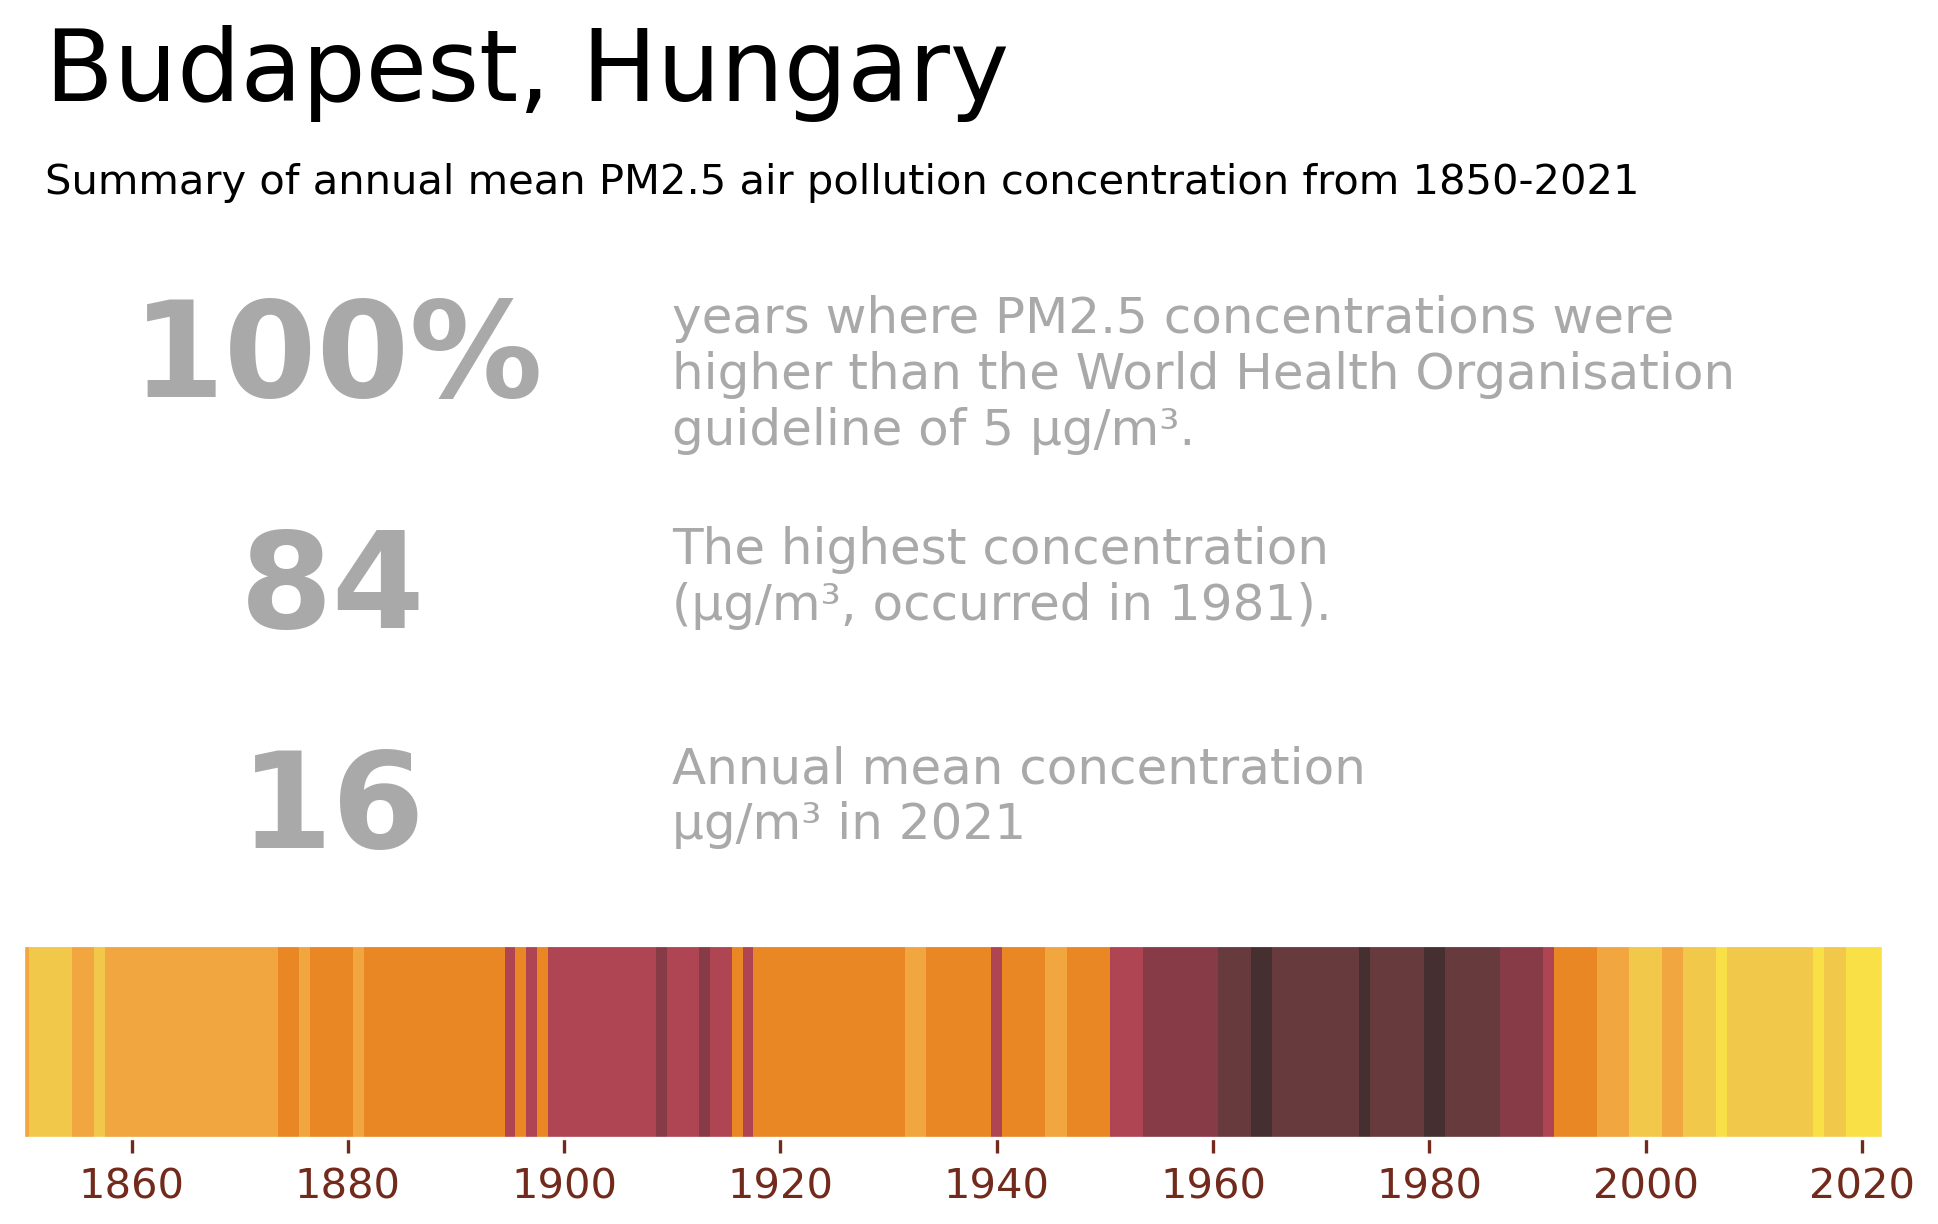 Budapest, Hungary
Summary of annual mean PM2.5 air pollution concentration from 1850-2021
100%
years where PM2.5 concentrations were
higher than the World Health Organisation
guideline of 5 µg/m³.
84
The highest concentration
(µg/m³, occurred in 1981).
16
Annual mean concentration
µg/m³ in 2021
1860 1880 1900 1920 1940 1960 1980 2000 2020